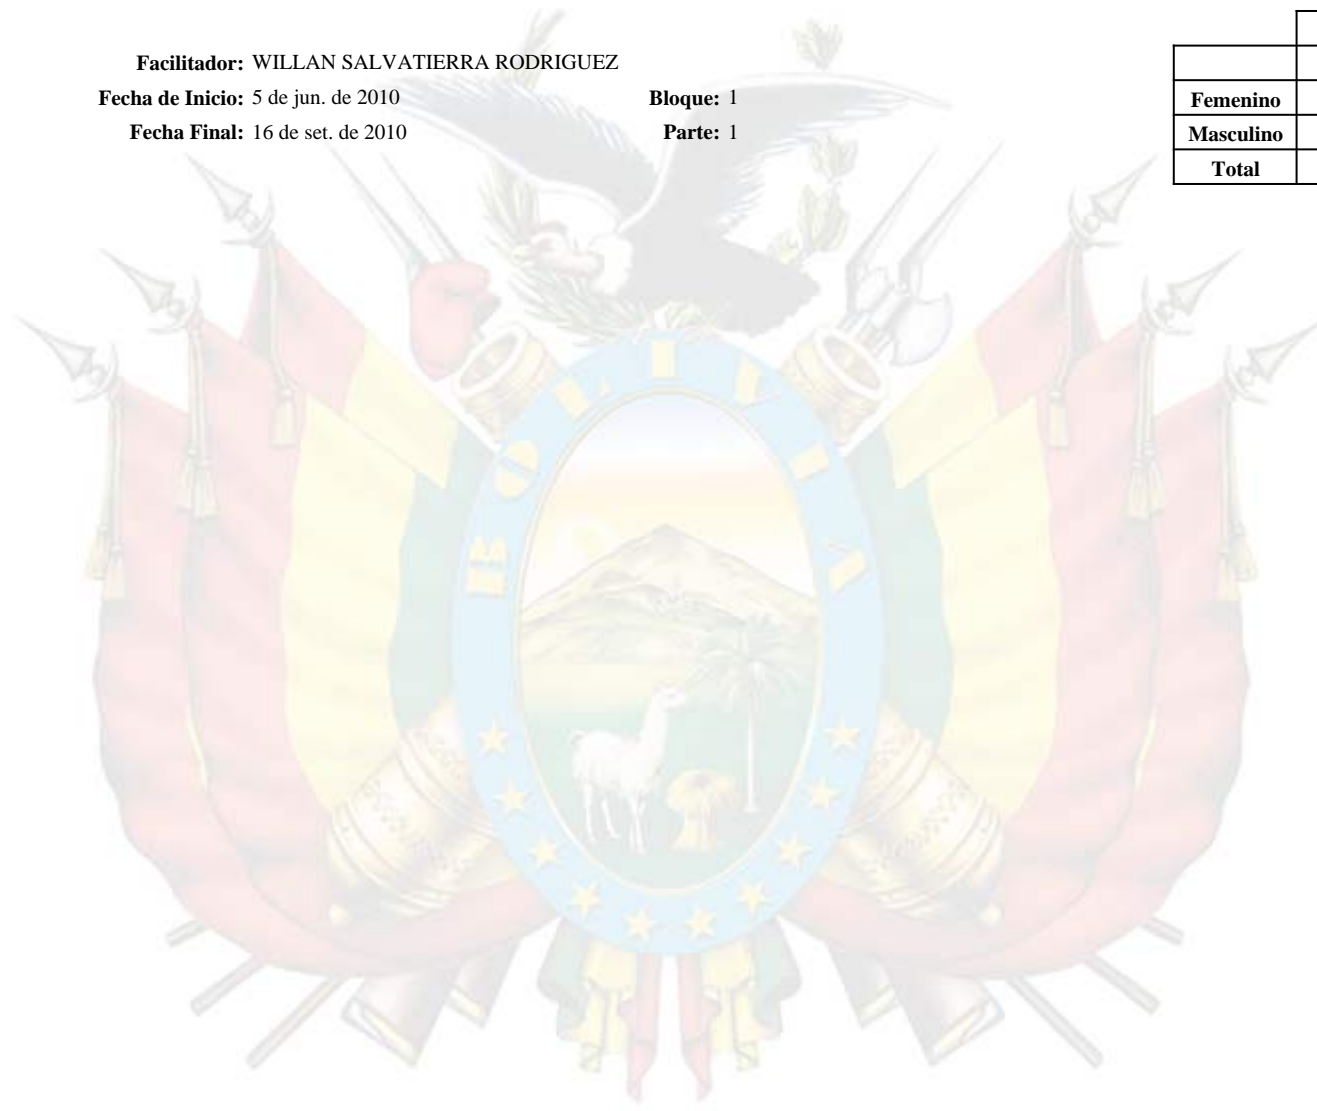 Facilitador: WILLAN SALVATIERRA RODRIGUEZ
Fecha de Inicio: 5 de jun. de 2010 Bloque: 1
Fecha Final: 16 de set. de 2010 Parte: 1
Femenino
Masculino
Total
BOLIVIA